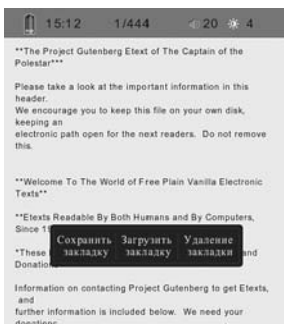 15:12 1/444 20 4
**The Project Gutenberg Etext of The Captain of the
Polestar***
Please take a look at the important information in this
header.
We encourage you to keep this file on your own disk,
keeping an
electronic path open for the next readers. Do not remove
this.
**Welcome To The World of Free Plain Vanilla Electronic
Texts**
**Etexts Readable By Both Humans and By Computers,
Since 19
Сохранить Загрузить Удаление
закладку закладку закладки
*These and
Donation
Information on contacting Project Gutenberg to get Etexts,
and
further information is included below. We need your
donations